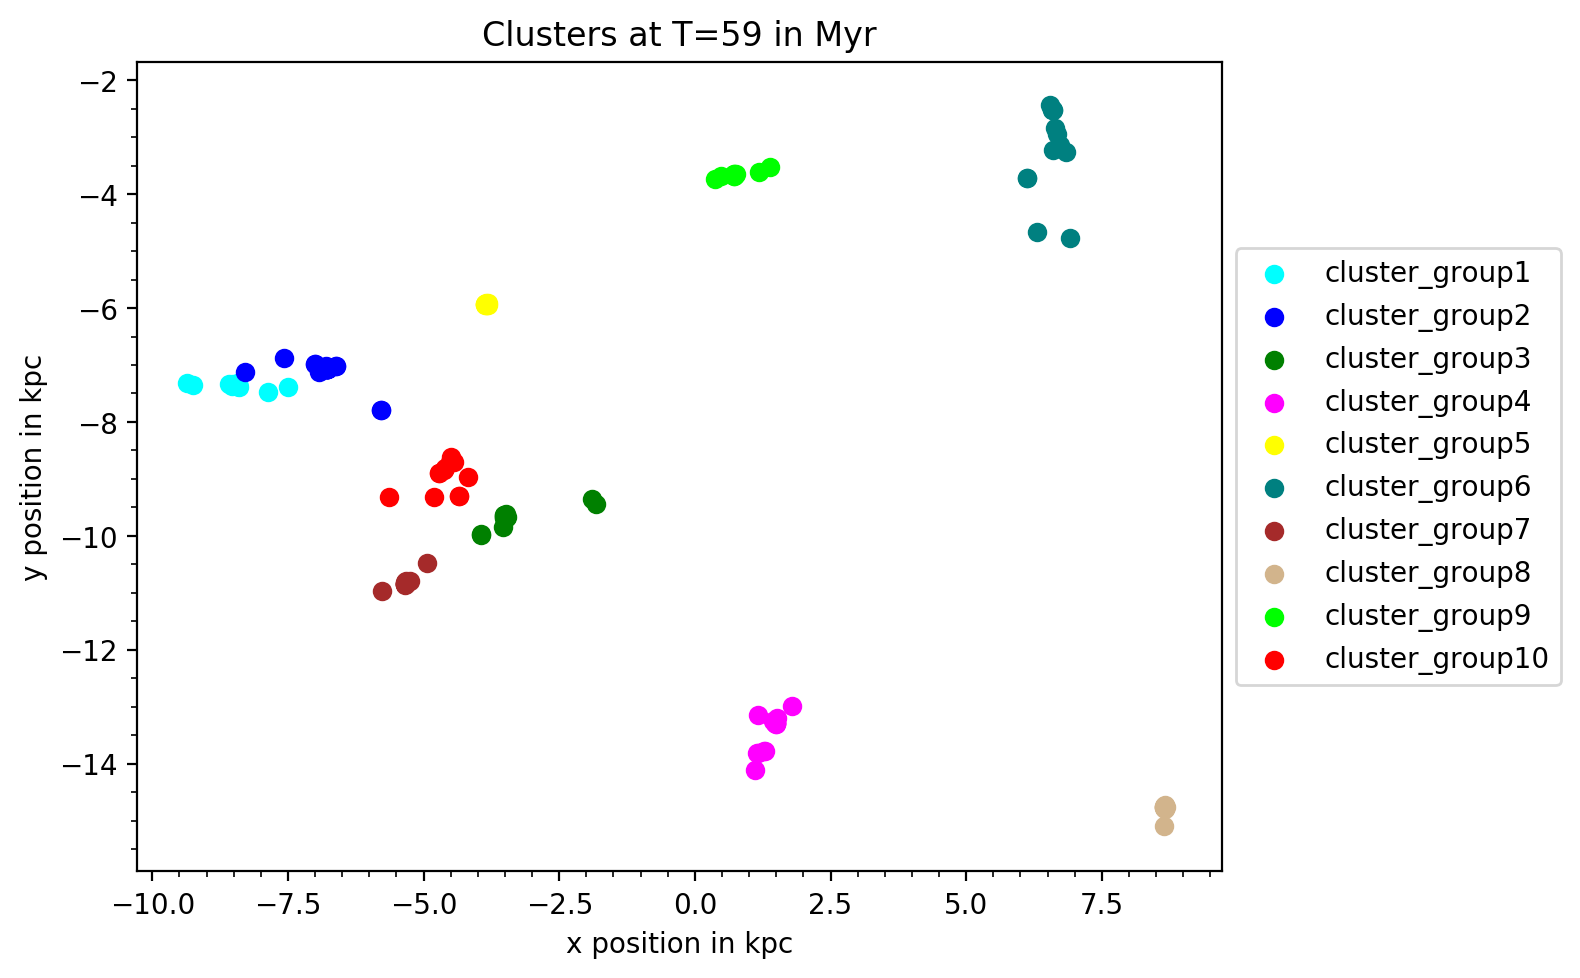 Clusters at T=59 in Myr
−2
−4
−6
−8
−10
−12
−14
y position in kpc
−10.0 −7.5 −5.0 −2.5 0.0 2.5 5.0 7.5
x position in kpc
cluster_group1
cluster_group2
cluster_group3
cluster_group4
cluster_group5
cluster_group6
cluster_group7
cluster_group8
cluster_group9
cluster_group10